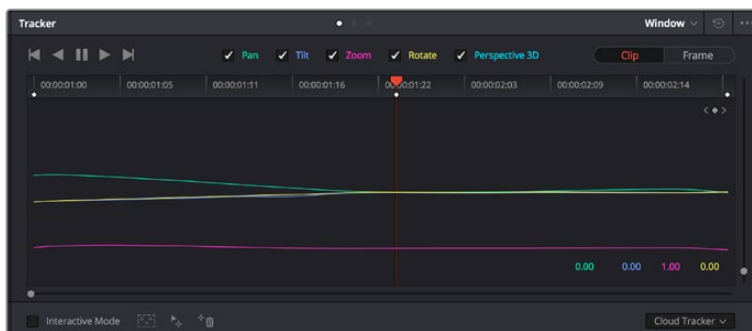 Tracker Window
Pan Tilt Zoom Rotate Perspective 3D Clip Frame
00:00:01:00 00:00:01:05 00:00:01:11 00:00:01:16 00:00:01:22 00:00:02:03 00:00:02:09 00:00:02:14
0.00 0.00 1.00 0.00
Interactive Mode Cloud Tracker